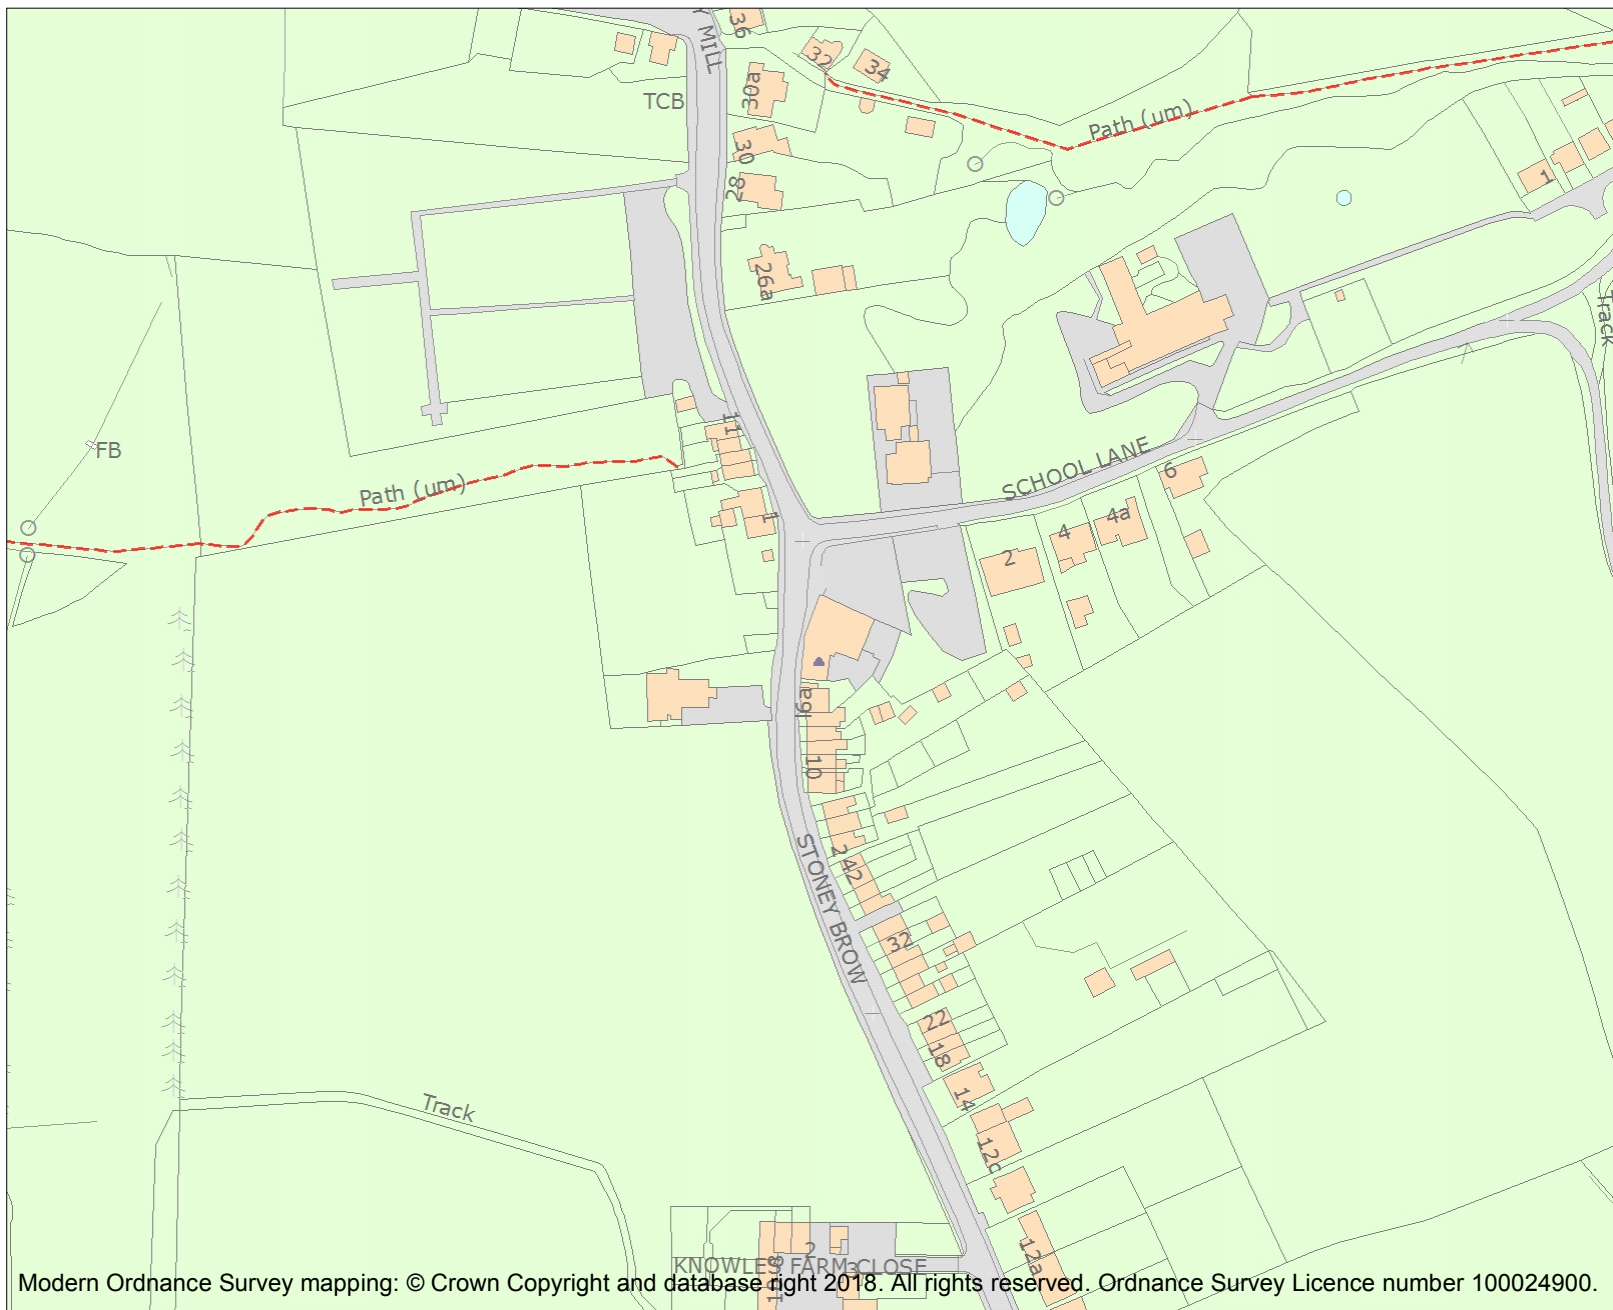 Y MILL
36
32
34
30a
TCB
Path (um)
30
28
1
26a
Track
11
FB
SCHOOL LANE
6
Path (um)
1
4a
4
2
16a
10
2
42
STONEY BROW
32
22
18
14
Track
12c
12a
2
KNOWLES FARM CLOSE
3
Modern Ordnance Survey mapping: © Crown Copyright and database right 2018. All rights reserved. Ordnance Survey Licence number 100024900.